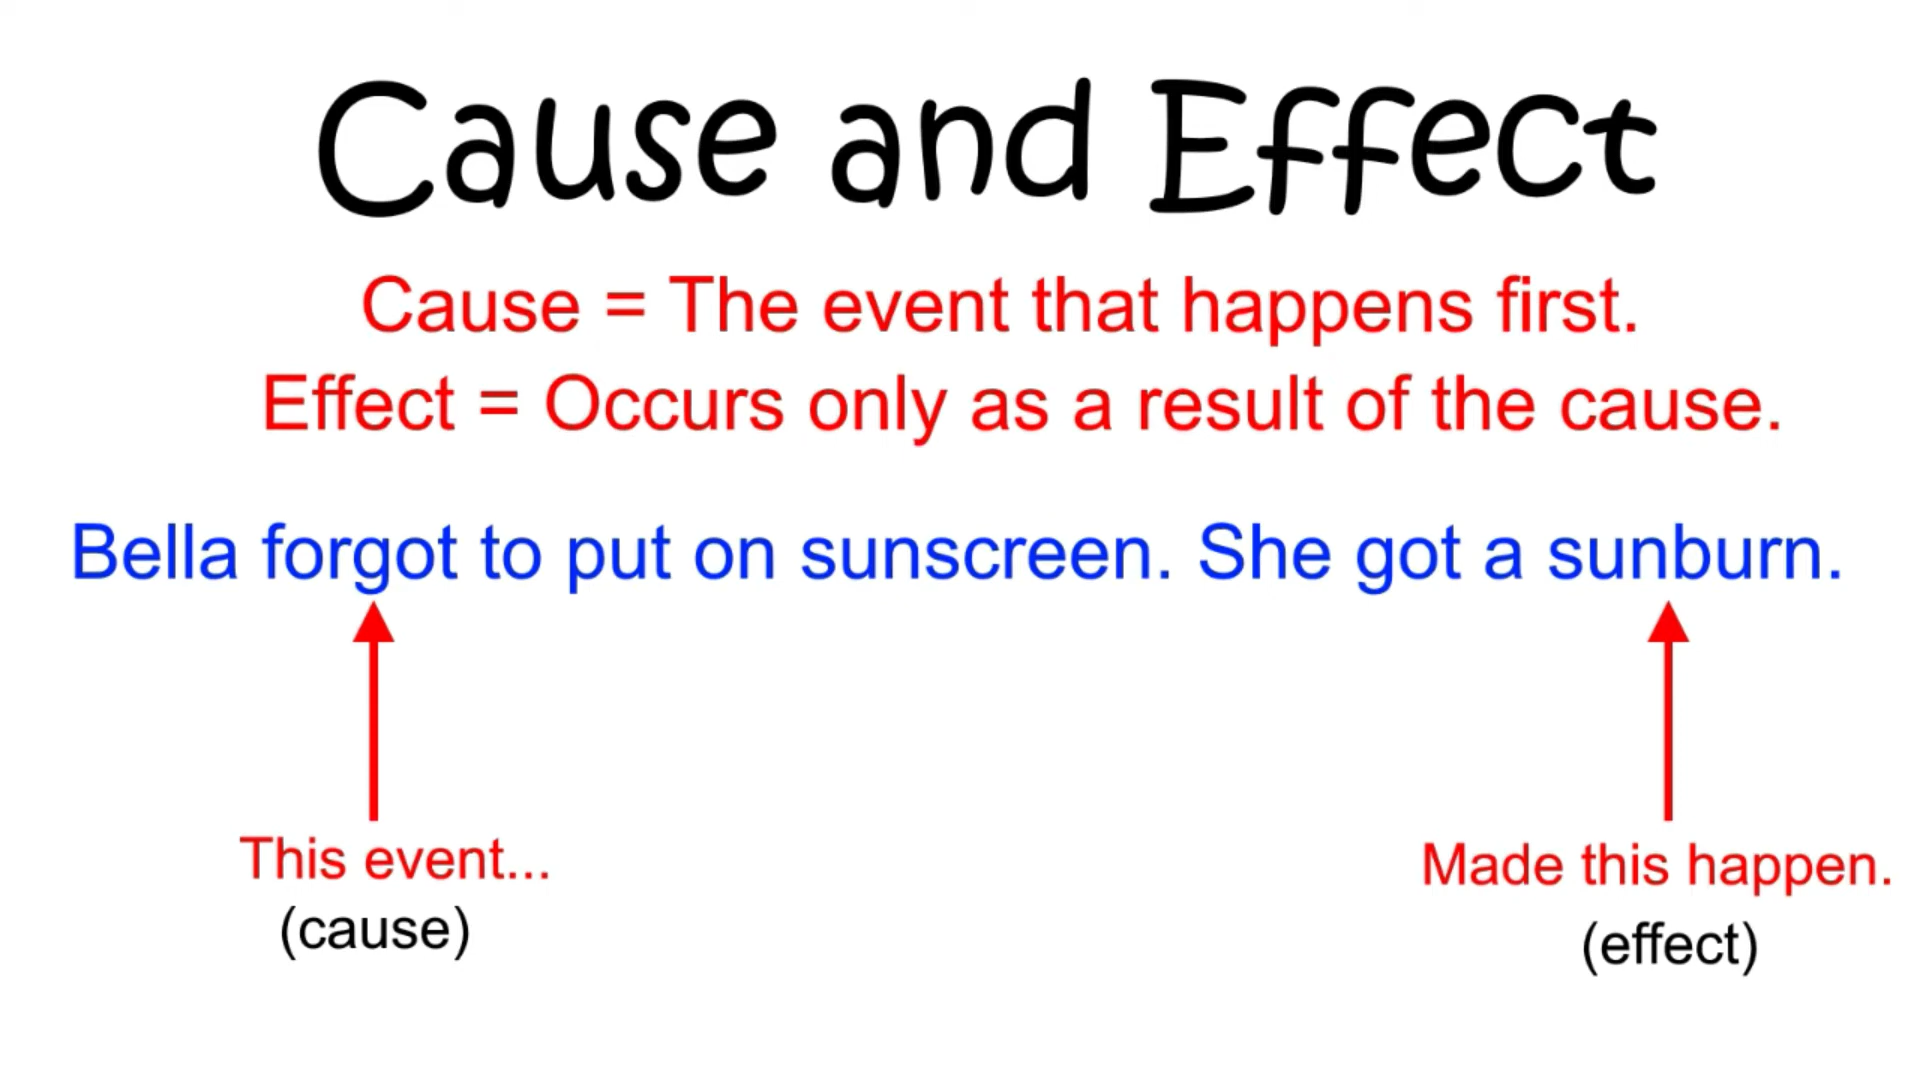 Cause and Effect
Cause = The event that happens first.
Effect = Occurs only as a result of the cause.
Bella forgot to put on sunscreen. She got a sunburn.
This event...
(cause)
Made this happen.
(effect)